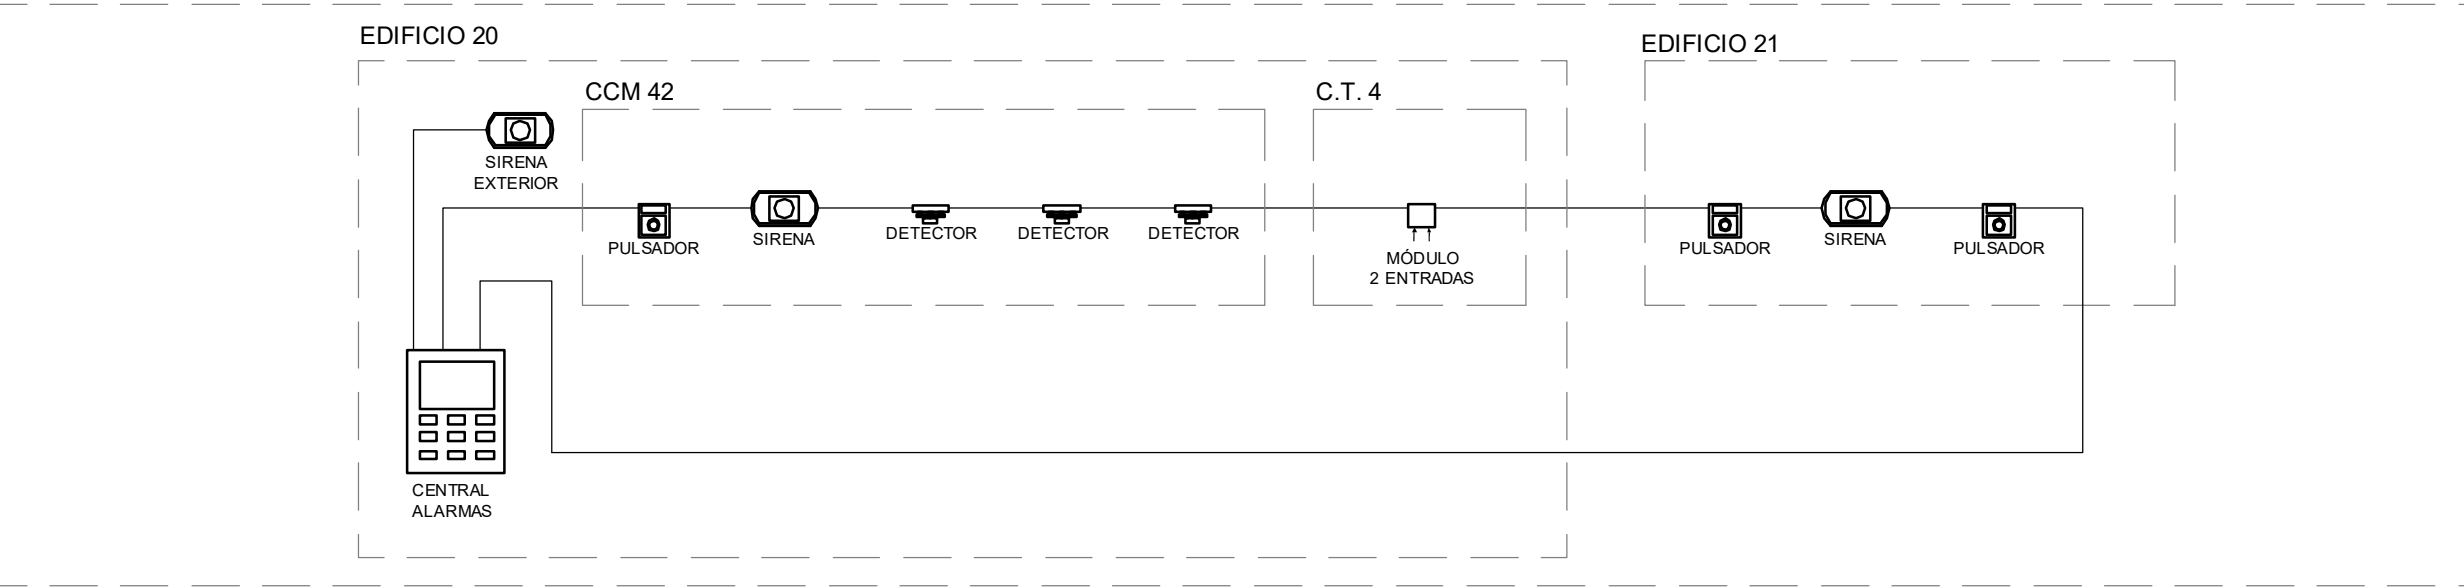 EDIFICIO 20
EDIFICIO 21
CCM 42
C.T. 4
SIRENA
EXTERIOR
PULSADOR
SIRENA
DETECTOR
DETECTOR
DETECTOR
MÓDULO
2 ENTRADAS
PULSADOR
SIRENA
PULSADOR
CENTRAL
ALARMAS